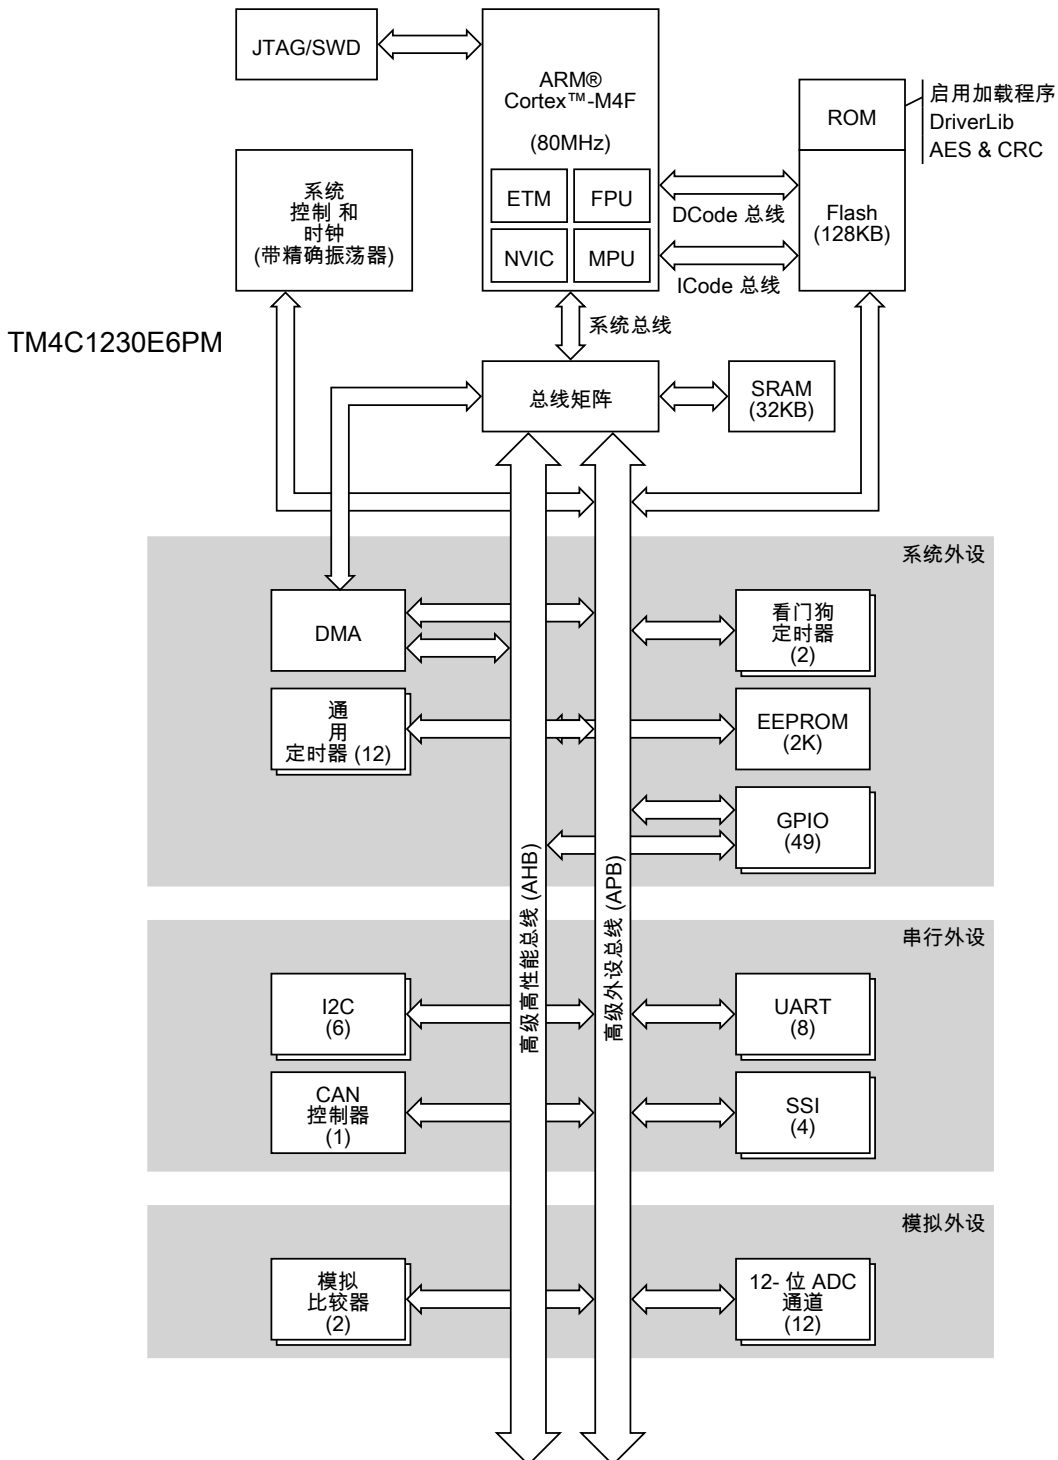 JTAG/SWD
ARM®
Cortex™-M4F
(80MHz)
ETM
FPU
NVIC
MPU
ROM
启用加载程序
DriverLib
AES & CRC
Flash
(128KB)
DCode 总线
ICode 总线
系统
控制 和
时钟
(带精确振荡器)
TM4C1230E6PM
系统总线
总线矩阵
SRAM
(32KB)
系统外设
DMA
看门狗
定时器
(2)
通
用
定时器 (12)
EEPROM
(2K)
GPIO
(49)
高级高性能总线 (AHB)
高级外设总线 (APB)
串行外设
I2C
(6)
UART
(8)
CAN
控制器
(1)
SSI
(4)
模拟外设
模拟
比较器
(2)
12- 位 ADC
通道
(12)